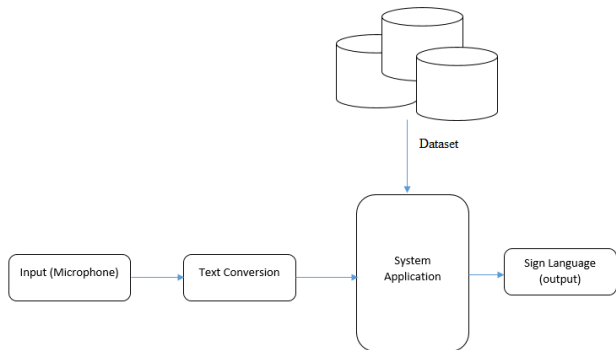 Dataset
Input (Microphone)
Text Conversion
System
Application
Sign Language
(output)